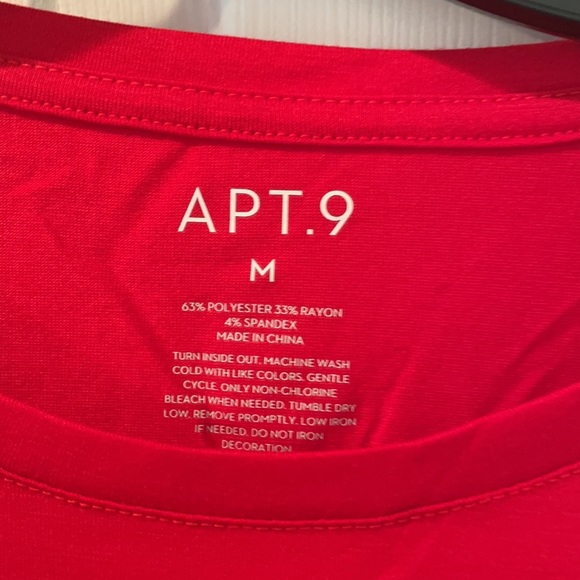 APT.9
M
63% POLYESTER 33% RAYON
4% SPANDEX
MADE IN CHINA
TURN INSIDE OUT. MACHINE WASH
COLD WITH LIKE COLORS. GENTLE
CYCLE. ONLY NON-CHLORINE
BLEACH WHEN NEEDED. TUMBLE DRY
LOW. REMOVE PROMPTLY. LOW IRON
IF NEEDED. DO NOT IRON
DECORATION